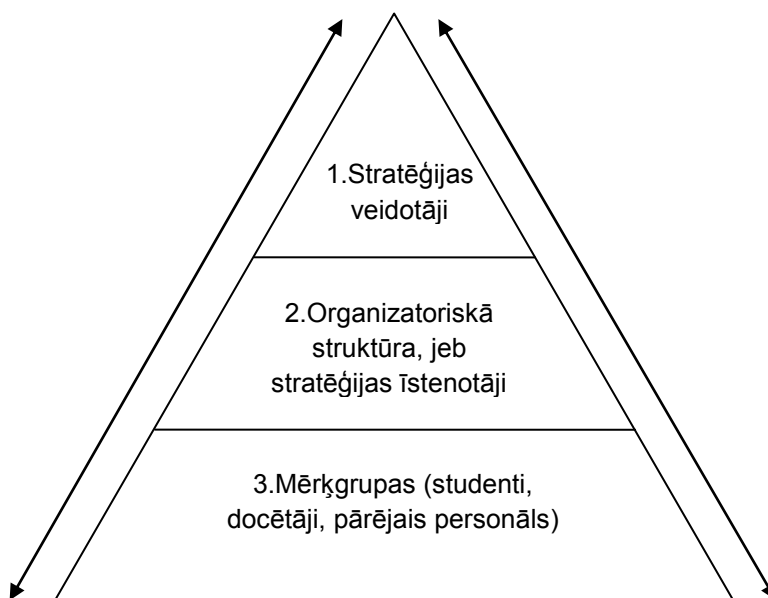 1.Stratēģijas
veidotāji
2.Organizatoriskā
struktūra, jeb
stratēģijas īstenotāji
3.Mērķgrupas (studenti,
docētāji, pārējais personāls)